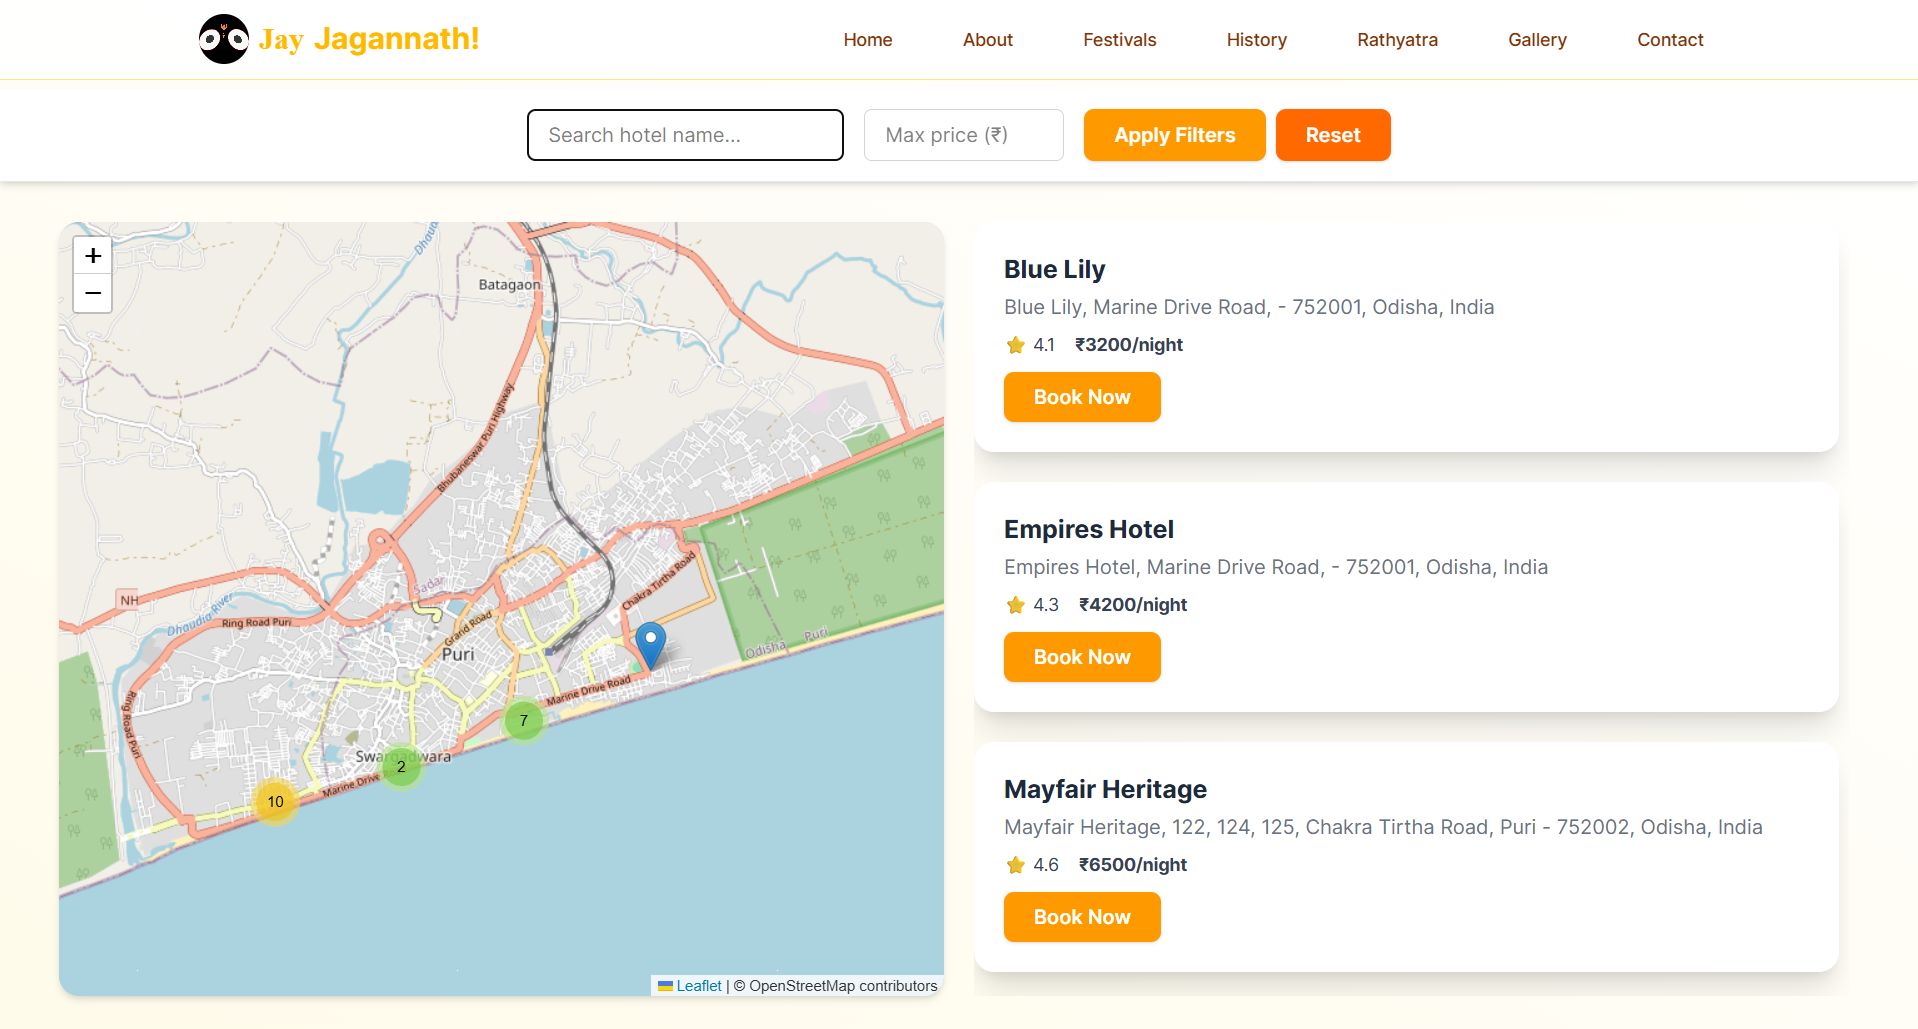 Jay Jagannath!
Home
About
Festivals
History
Rathyatra
Gallery
Contact
Search hotel name...
Max price (₹)
Apply Filters
Reset
+
−
Dhaudia
Batagaon
Bhubaneswar Puri Highway
NH
Dhaudia River
Ring Road Puri
Sadar
Grand Road
Chakra Tirtha Road
Puri
Odisha
Puri
Marine Drive Road
Ring Road Puri
7
Swargadwara
2
Marine Drive
10
Leaflet | © OpenStreetMap contributors
Blue Lily
Blue Lily, Marine Drive Road, - 752001, Odisha, India
4.1 ₹3200/night
Book Now
Empires Hotel
Empires Hotel, Marine Drive Road, - 752001, Odisha, India
4.3 ₹4200/night
Book Now
Mayfair Heritage
Mayfair Heritage, 122, 124, 125, Chakra Tirtha Road, Puri - 752002, Odisha, India
4.6 ₹6500/night
Book Now